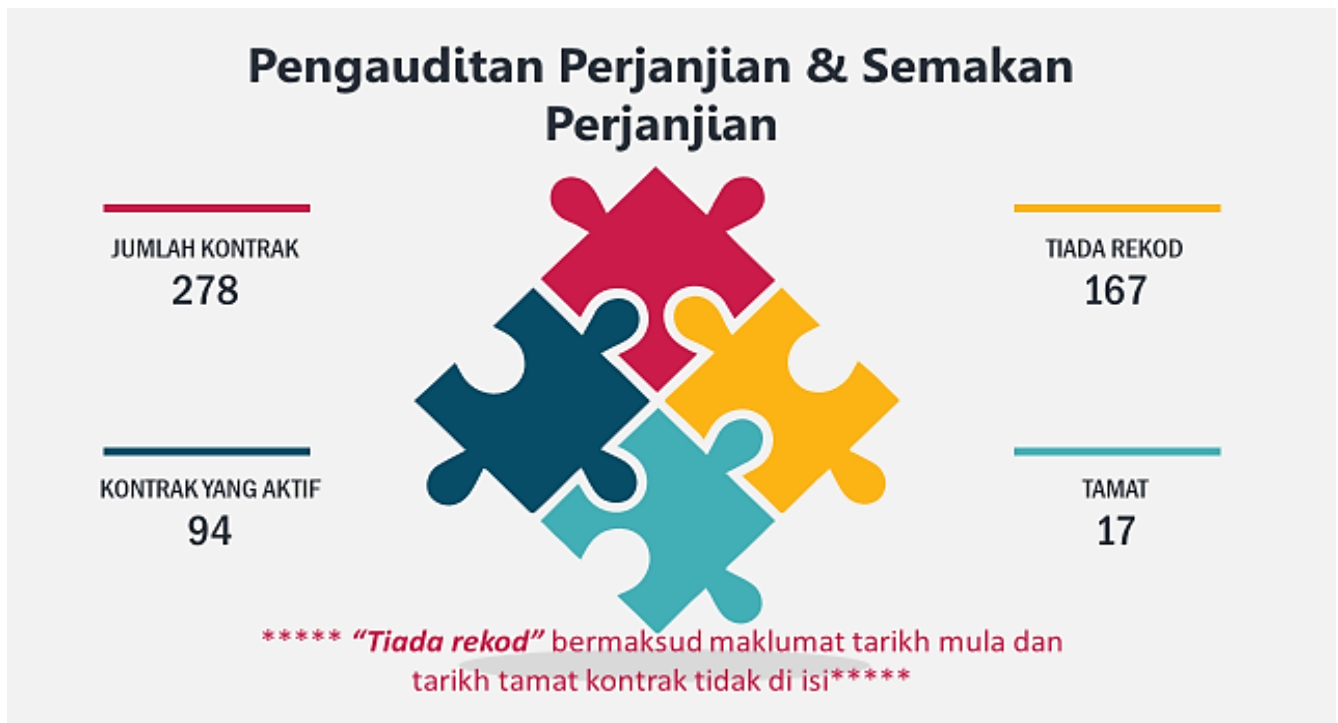 Pengauditan Perjanjian & Semakan
Perjanjian
JUMLAH KONTRAK
278
TIADA REKOD
167
KONTRAK YANG AKTIF
94
TAMAT
17
***** “Tiada rekod” bermaksud maklumat tarikh mula dan
tarikh tamat kontrak tidak di isi*****